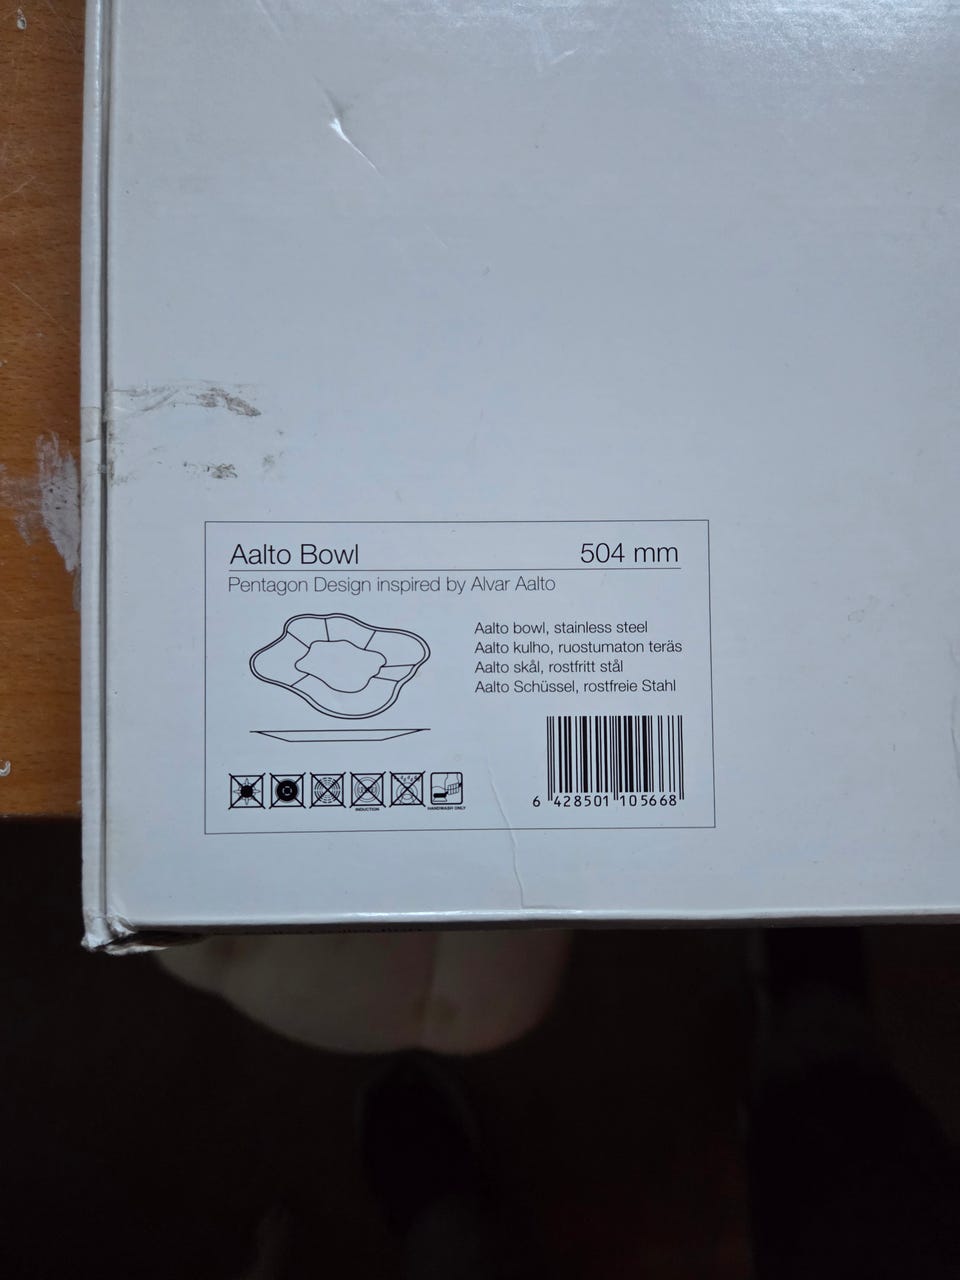 Aalto Bowl 504 mm
Pentagon Design inspired by Alvar Aalto
Aalto bowl, stainless steel
Aalto kulho, ruostumaton teräs
Aalto skål, rostfritt stål
Aalto Schüssel, rostfreie Stahl
INDUCTION
HANDWASH ONLY
6 428501 105668